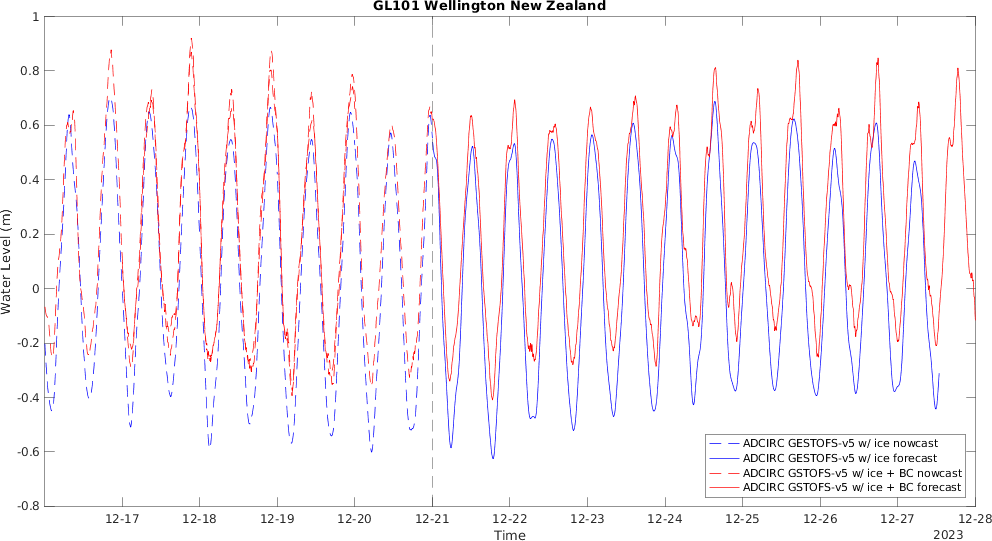 GL101 Wellington New Zealand
Water Level (m)
1
0.8
0.6
0.4
0.2
0
-0.2
-0.4
-0.6
-0.8
ADCIRC GESTOFS-v5 w/ ice nowcast
ADCIRC GESTOFS-v5 w/ ice forecast
ADCIRC GSTOFS-v5 w/ ice + BC nowcast
ADCIRC GSTOFS-v5 w/ ice + BC forecast
12-17 12-18 12-19 12-20 12-21 12-22 12-23 12-24 12-25 12-26 12-27 12-28
Time
2023